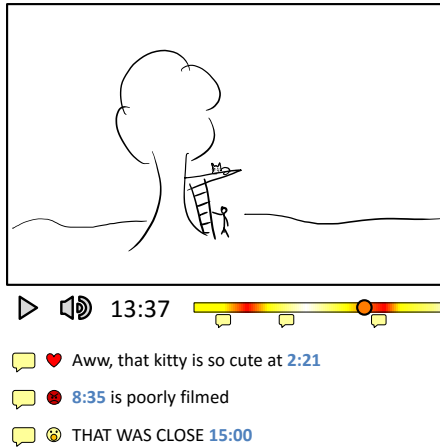 13:37
Aww, that kitty is so cute at 2:21
8:35 is poorly filmed
THAT WAS CLOSE 15:00